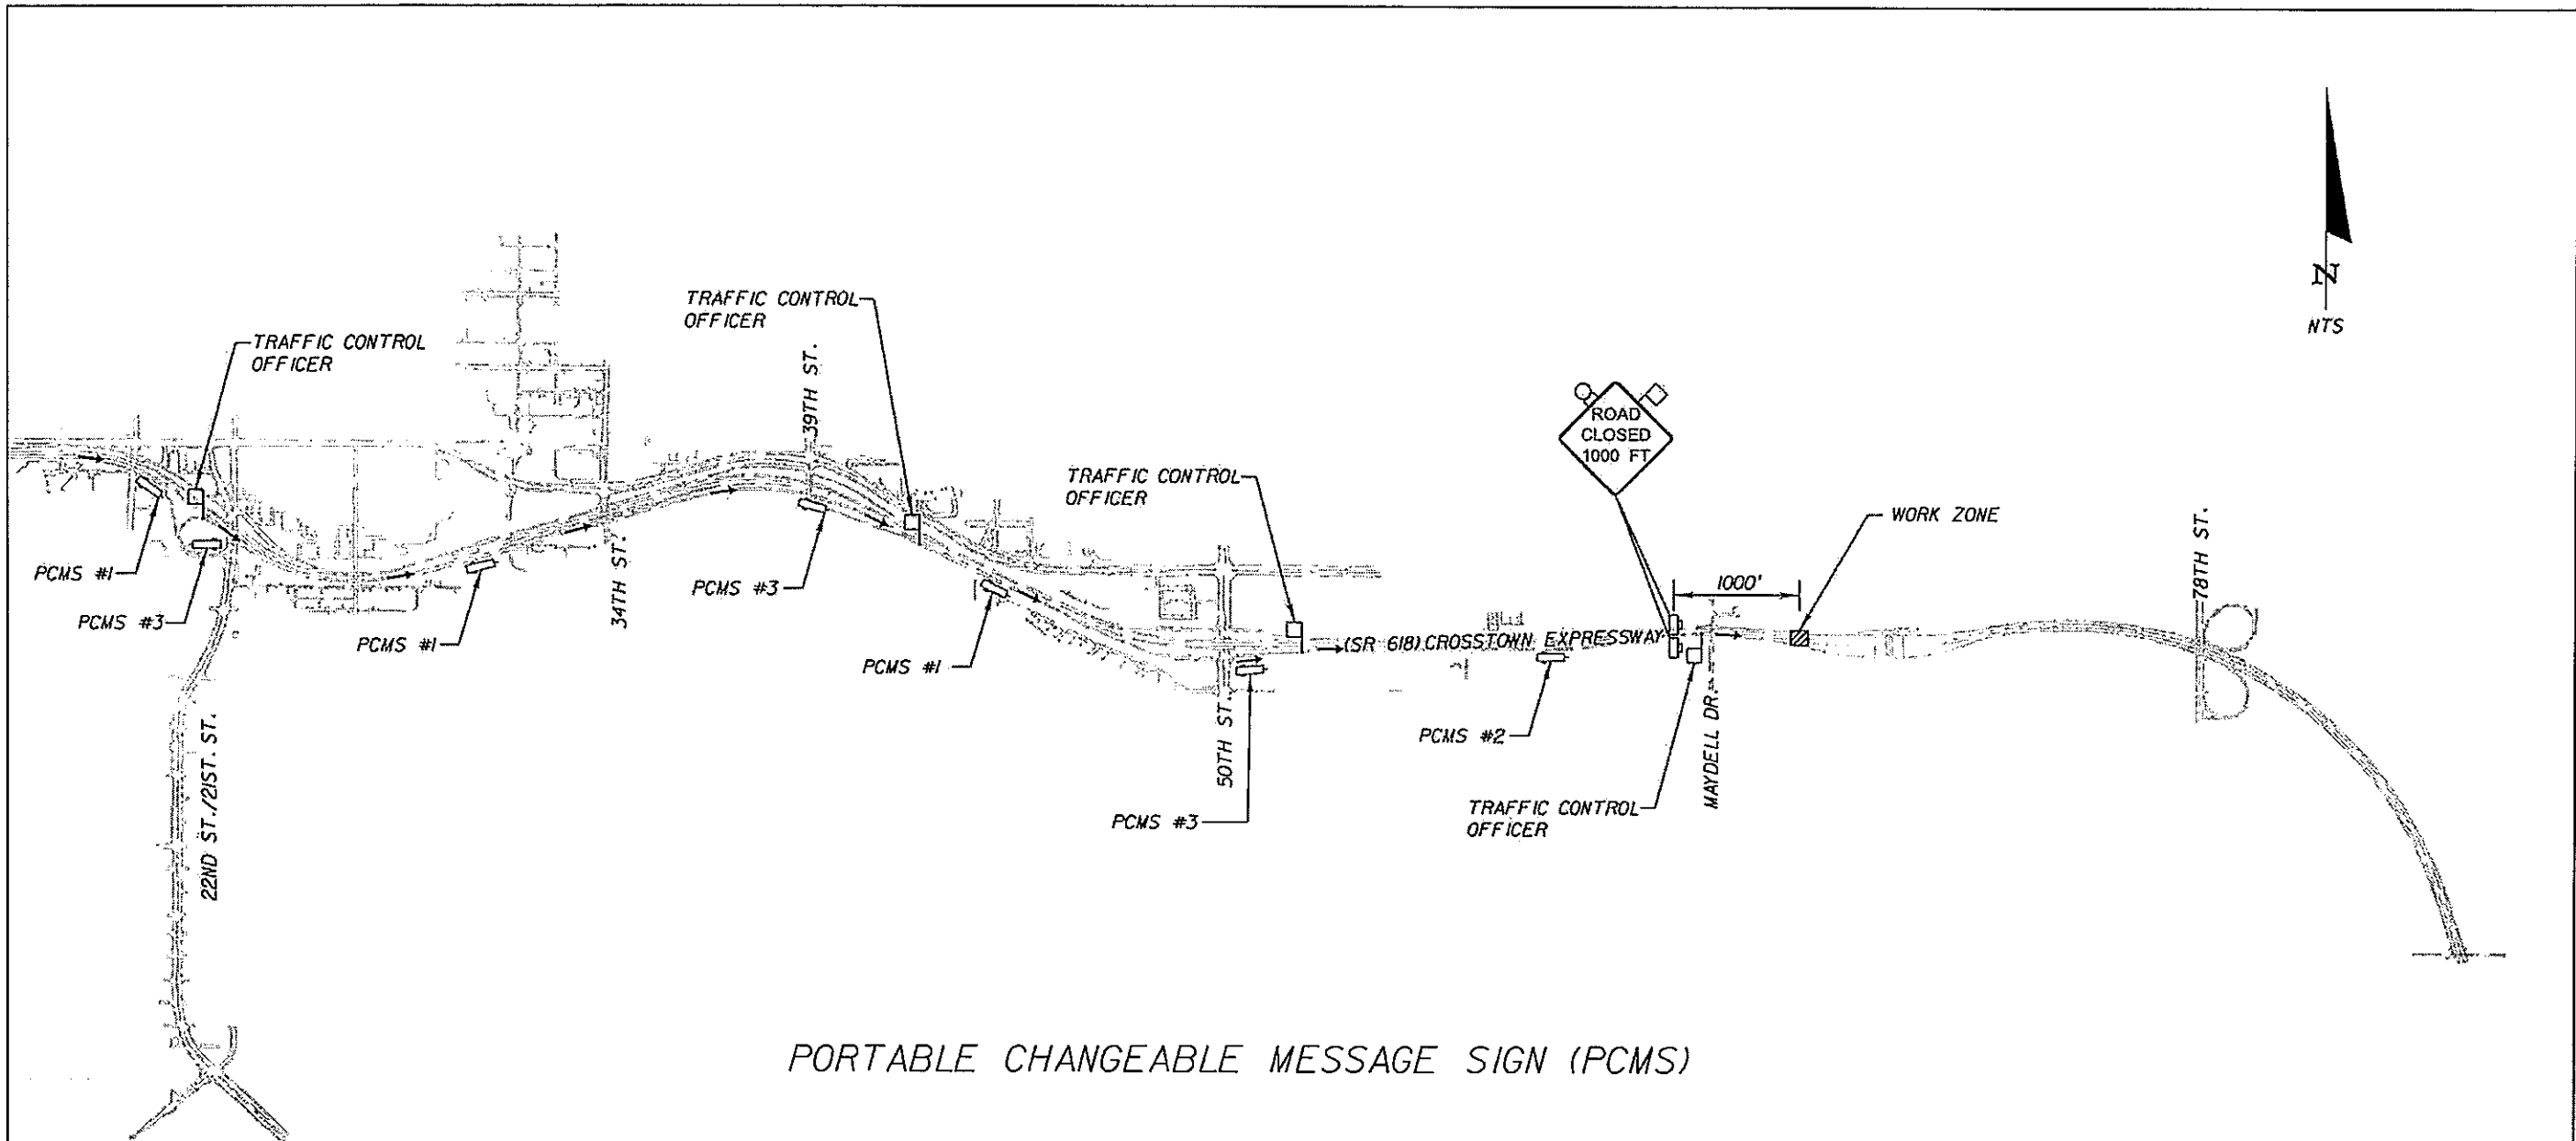 TRAFFIC CONTROL
OFFICER
PCMS #1
PCMS #3
22ND ST./21ST. ST.
PCMS #1
34TH ST.
TRAFFIC CONTROL
OFFICER
39TH ST.
PCMS #3
PCMS #1
TRAFFIC CONTROL
OFFICER
50TH ST.
PCMS #3
(SR 618) CROSSTOWN EXPRESSWAY
PCMS #2
ROAD
CLOSED
1000 FT
1000'
TRAFFIC CONTROL
OFFICER
MAYDELL DR.
WORK ZONE
78TH ST.
N
NTS
PORTABLE CHANGEABLE MESSAGE SIGN (PCMS)